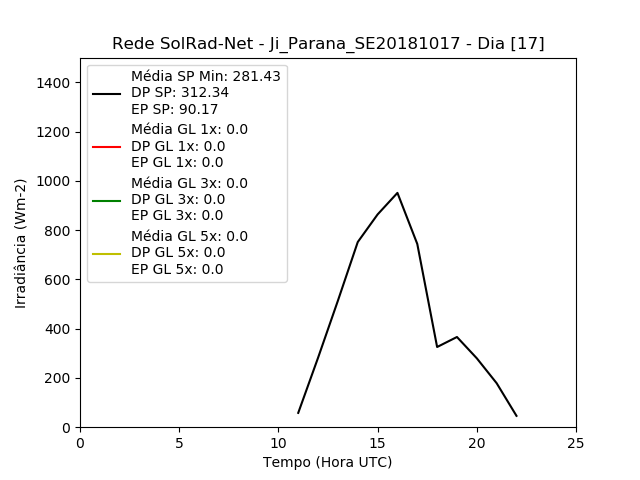 Rede SolRad-Net - Ji_Parana_SE20181017 - Dia [17]
Média SP Min: 281.43
DP SP: 312.34
EP SP: 90.17
Média GL 1x: 0.0
DP GL 1x: 0.0
EP GL 1x: 0.0
Média GL 3x: 0.0
DP GL 3x: 0.0
EP GL 3x: 0.0
Média GL 5x: 0.0
DP GL 5x: 0.0
EP GL 5x: 0.0
Irradiância (Wm-2)
1400
1200
1000
800
600
400
200
0
0 5 10 15 20 25
Tempo (Hora UTC)